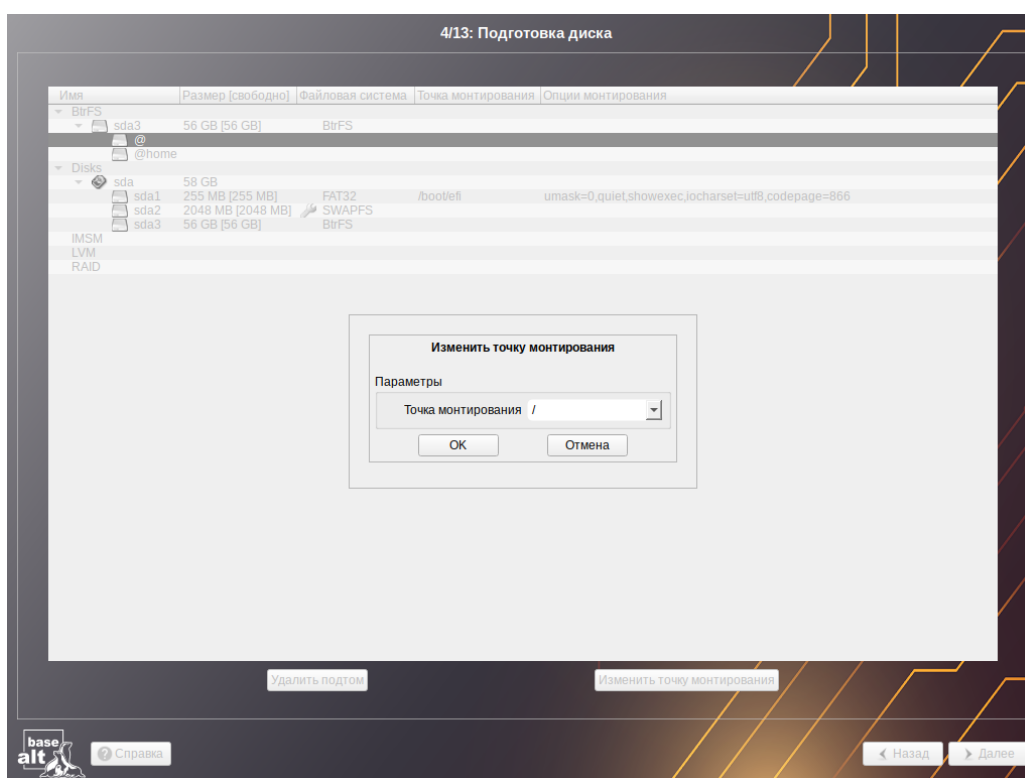 4/13: Подготовка диска
Имя Размер [свободно] Файловая система Точка монтирования Опции монтирования
BtrFS
sda3 56 GB [56 GB] BtrFS
@
@home
Disks
sda 58 GB
sda1 255 MB [255 MB] FAT32 /boot/efi umask=0,quiet,showexec,iocharset=utf8,codepage=866
sda2 2048 MB [2048 MB] SWAPFS
sda3 56 GB [56 GB] BtrFS
IMSM
LVM
RAID
Изменить точку монтирования
Параметры
Точка монтирования /
OK Отмена
Удалить подтом Изменить точку монтирования
base
alt
Справка Назад Далее